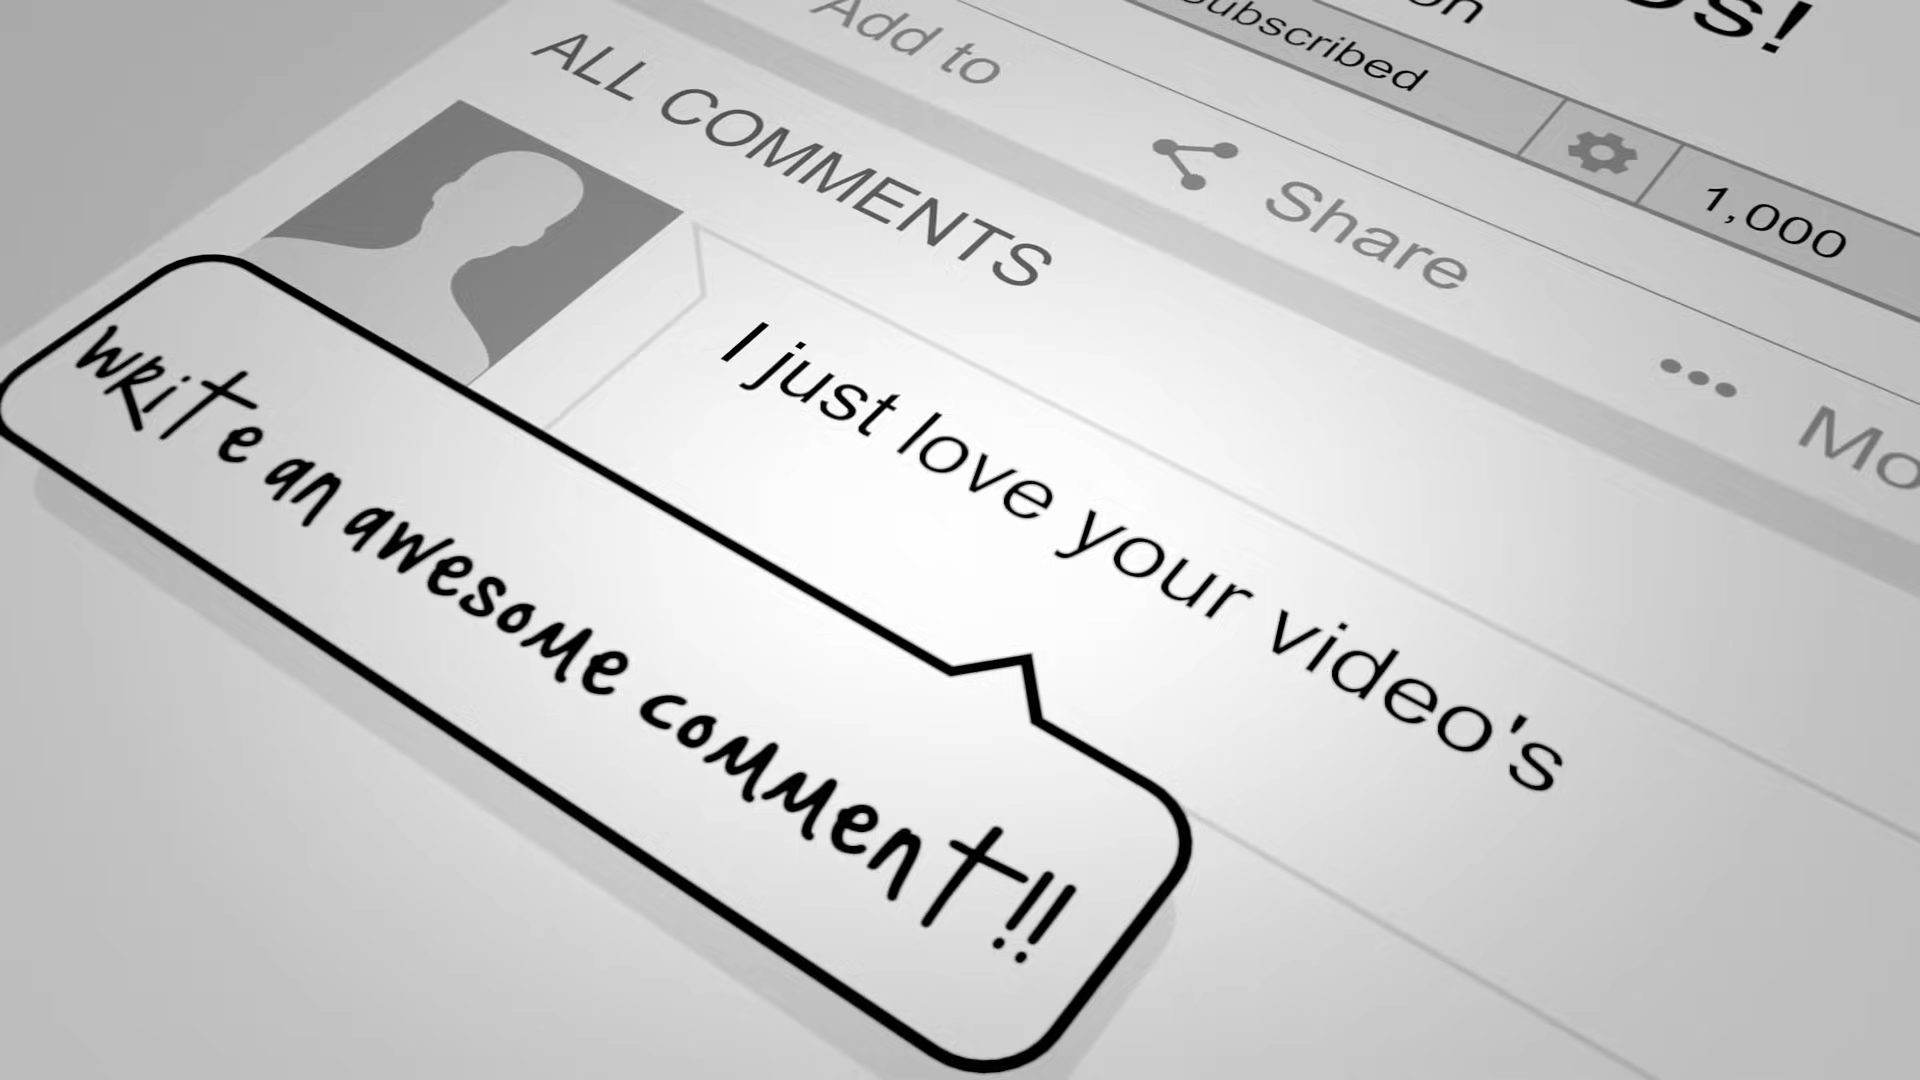 Subscribed
1,000
Add to
Share
ALL COMMENTS
I just love your video's
write an awesome comment!!